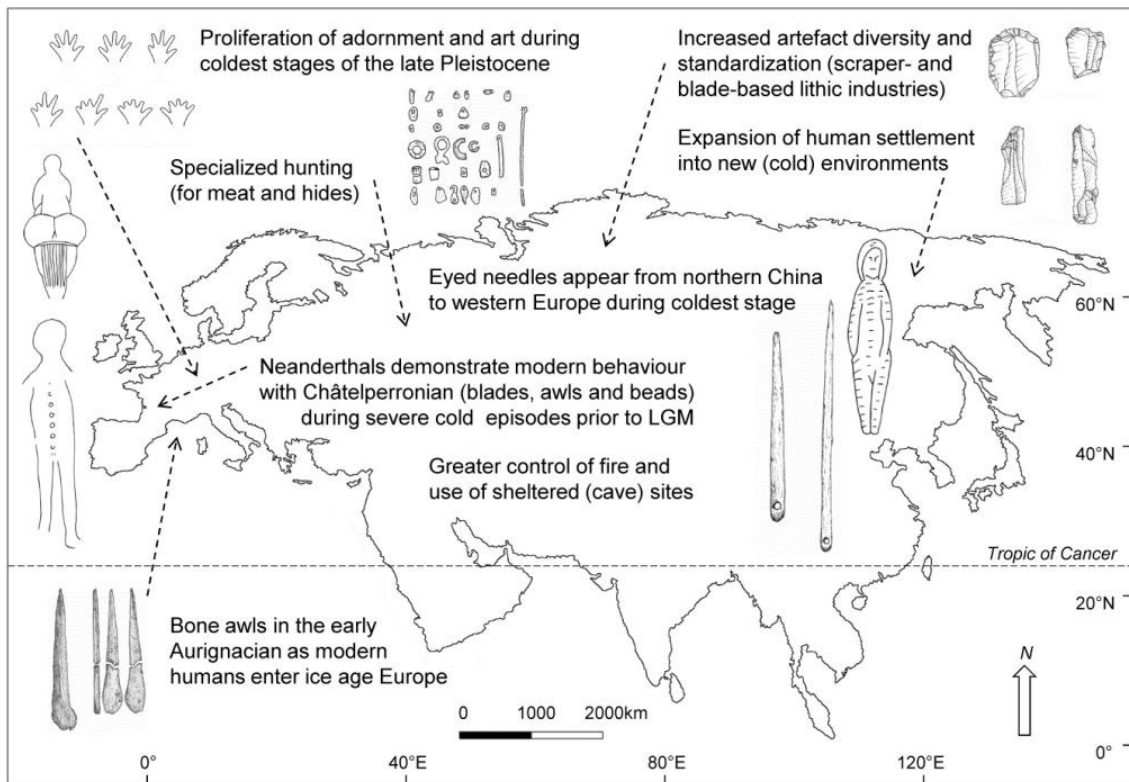 Proliferation of adornment and art during
coldest stages of the late Pleistocene
Increased artefact diversity and
standardization (scraper- and
blade-based lithic industries)
Specialized hunting
(for meat and hides)
Expansion of human settlement
into new (cold) environments
Eyed needles appear from northern China
to western Europe during coldest stage
60°N
Neanderthals demonstrate modern behaviour
with Châtelperronian (blades, awls and beads)
during severe cold episodes prior to LGM
40°N
Greater control of fire and
use of sheltered (cave) sites
Tropic of Cancer
20°N
Bone awls in the early
Aurignacian as modern
humans enter ice age Europe
N
0 1000 2000km
0°
0° 40°E 80°E 120°E